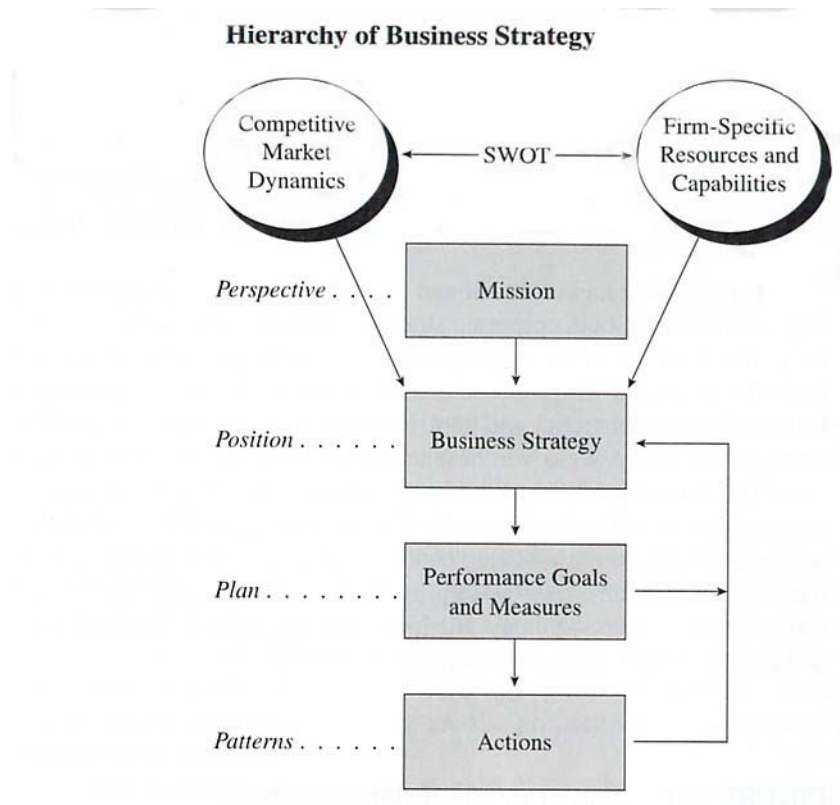 Hierarchy of Business Strategy
Competitive
Market
Dynamics
SWOT
Firm-Specific
Resources and
Capabilities
Perspective . . . .
Mission
Position . . . . . .
Business Strategy
Plan . . . . . . . .
Performance Goals
and Measures
Patterns . . . . . .
Actions